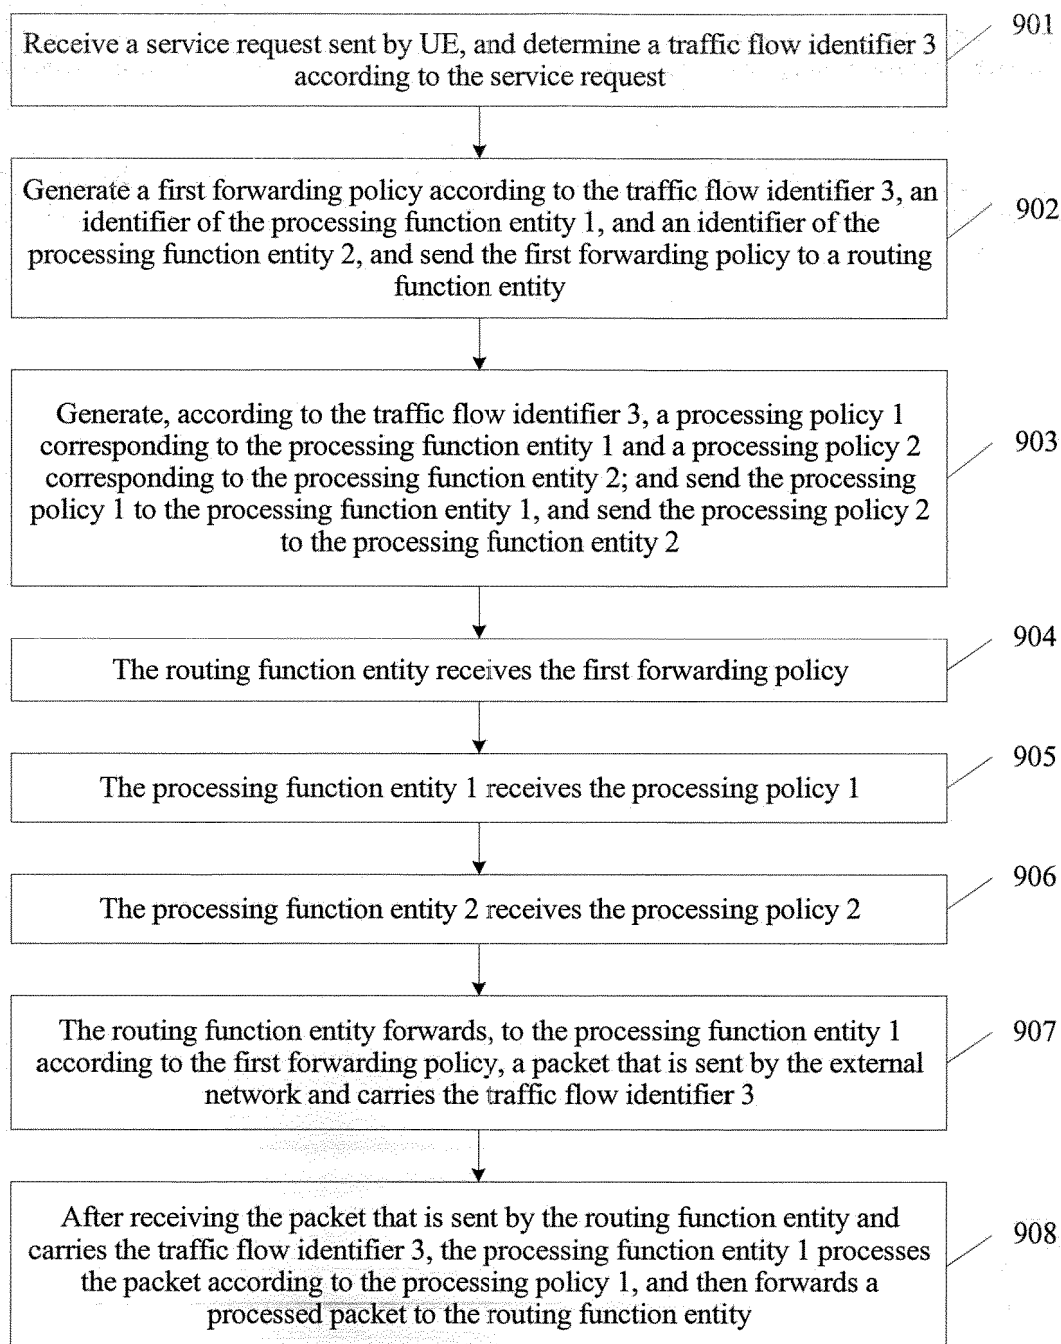 901
Receive a service request sent by UE, and determine a traffic flow identifier 3
according to the service request
902
Generate a first forwarding policy according to the traffic flow identifier 3, an
identifier of the processing function entity 1, and an identifier of the
processing function entity 2, and send the first forwarding policy to a routing
function entity
903
Generate, according to the traffic flow identifier 3, a processing policy 1
corresponding to the processing function entity 1 and a processing policy 2
corresponding to the processing function entity 2; and send the processing
policy 1 to the processing function entity 1, and send the processing policy 2
to the processing function entity 2
904
The routing function entity receives the first forwarding policy
905
The processing function entity 1 receives the processing policy 1
906
The processing function entity 2 receives the processing policy 2
907
The routing function entity forwards, to the processing function entity 1
according to the first forwarding policy, a packet that is sent by the external
network and carries the traffic flow identifier 3
908
After receiving the packet that is sent by the routing function entity and
carries the traffic flow identifier 3, the processing function entity 1 processes
the packet according to the processing policy 1, and then forwards a
processed packet to the routing function entity